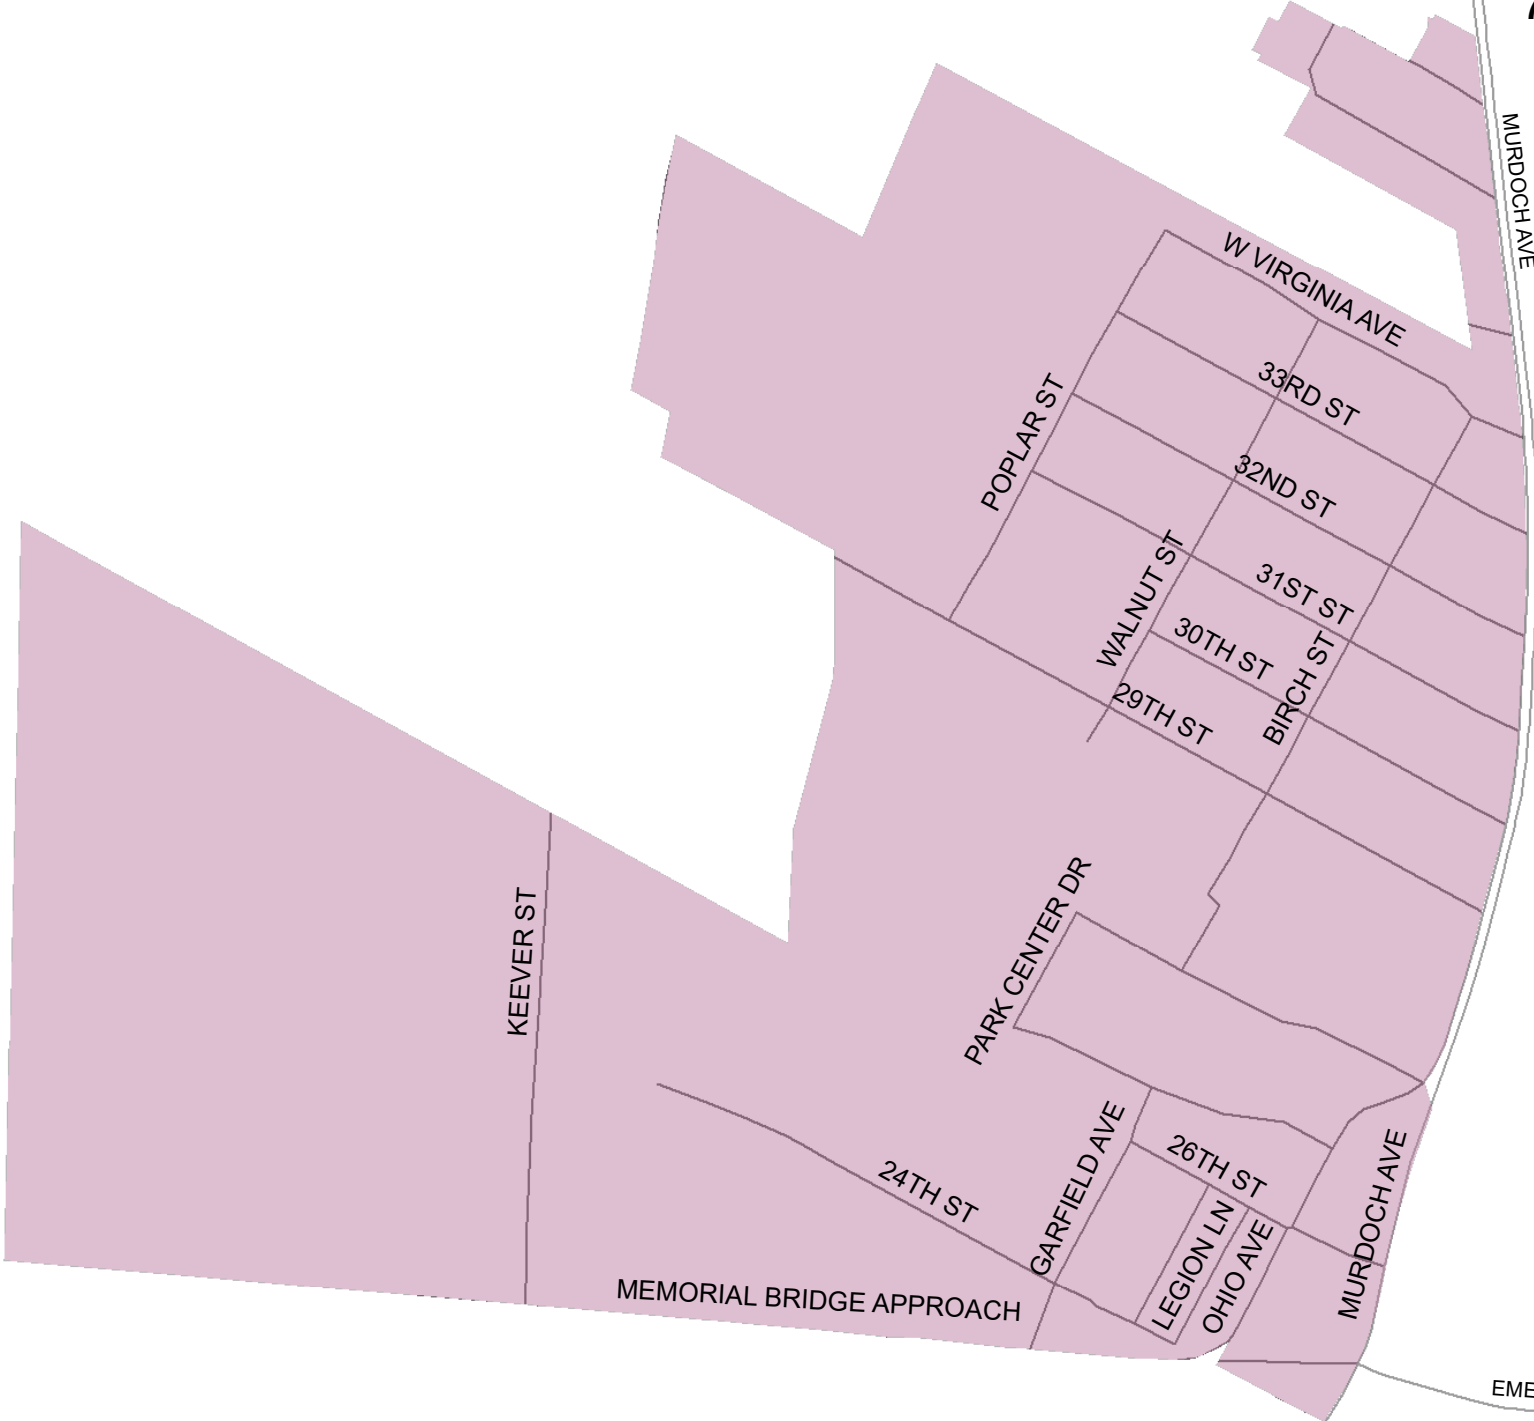 MURDOCH AVE
W VIRGINIA AVE
33RD ST
POPLAR ST
32ND ST
WALNUT ST
31ST ST
30TH ST
BIRCH ST
29TH ST
PARK CENTER DR
KEEVER ST
GARFIELD AVE
26TH ST
24TH ST
MURDOCH AVE
LEGION LN
OHIO AVE
MEMORIAL BRIDGE APPROACH
EME